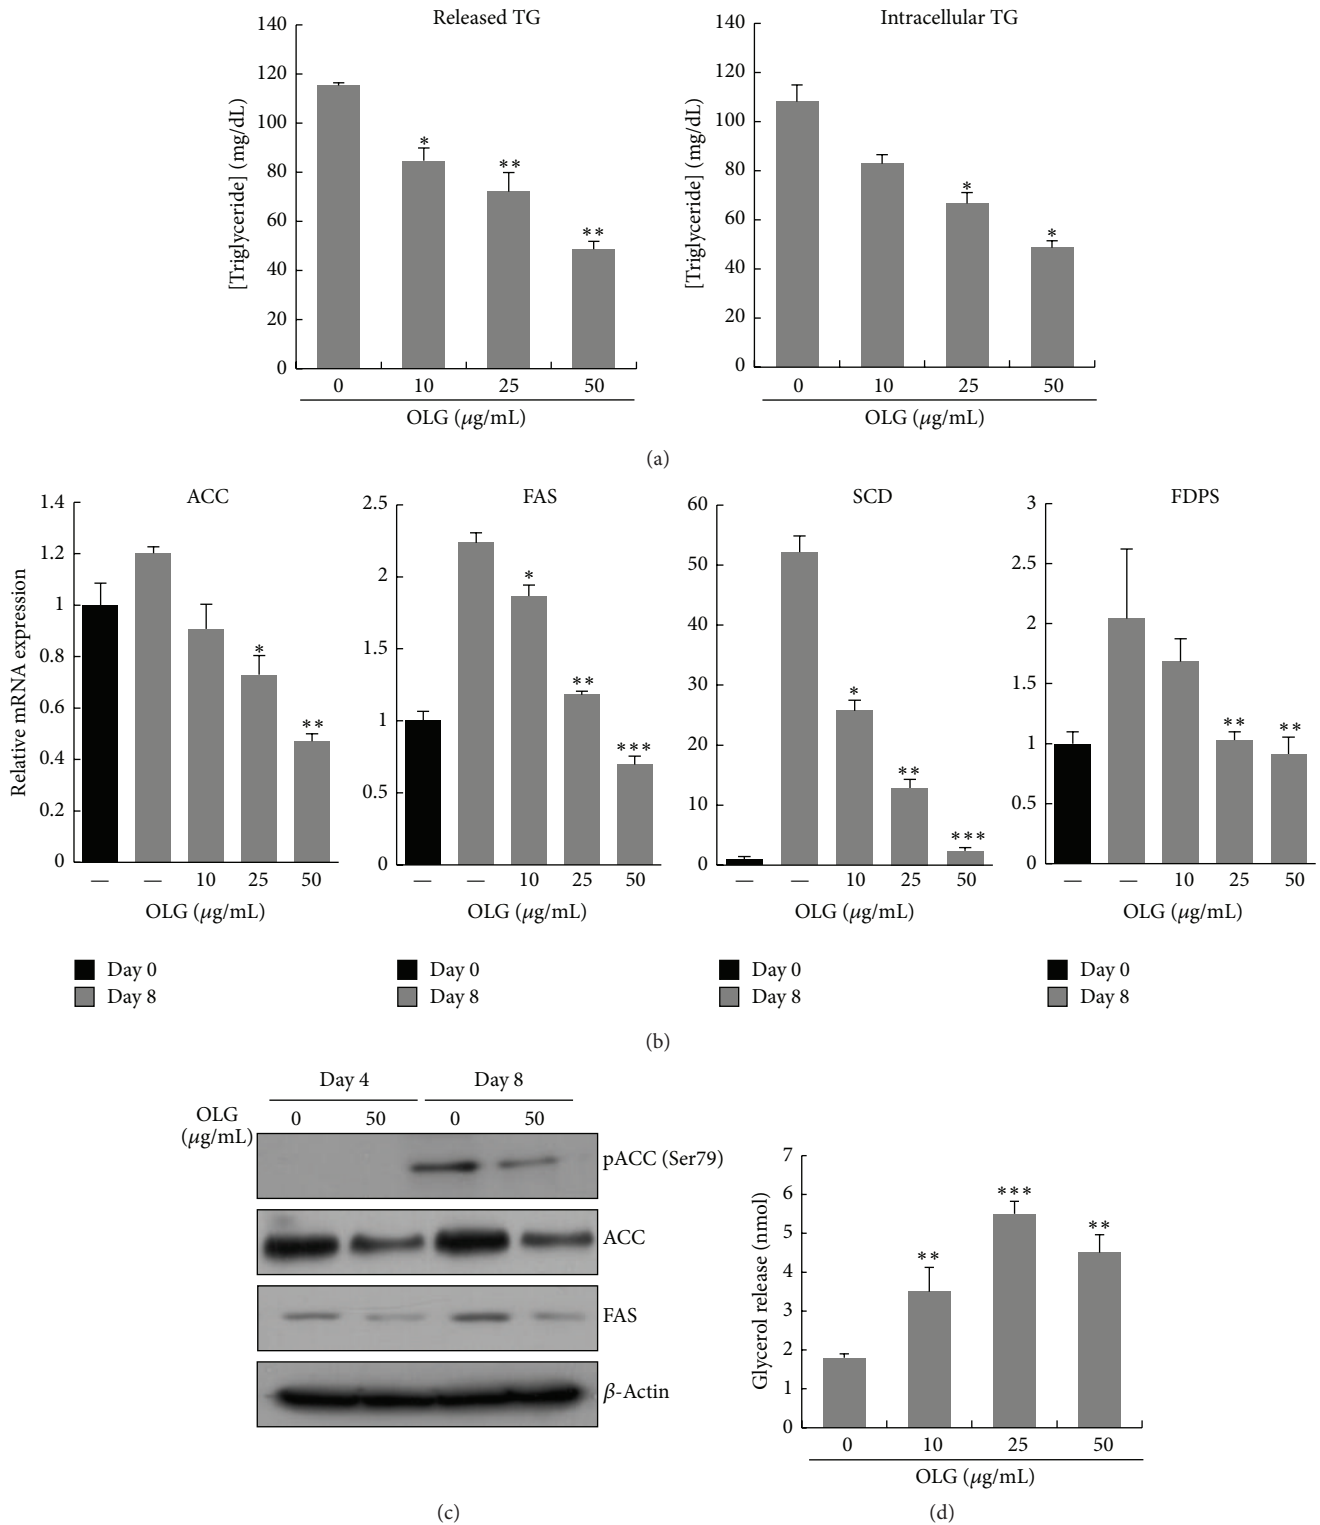 Released TG
[Triglyceride] (mg/dL)
140
120
100
80
60
40
20
0
*
**
**
0 10 25 50
OLG (μg/mL)
Intracellular TG
[Triglyceride] (mg/dL)
140
120
100
80
60
40
20
0
*
*
0 10 25 50
OLG (μg/mL)
(a)
ACC
Relative mRNA expression
1.4
1.2
1
0.8
0.6
0.4
0.2
0
*
**
— — 10 25 50
OLG (μg/mL)
Day 0
Day 8
FAS
2.5
2
1.5
1
0.5
0
*
**
***
— — 10 25 50
OLG (μg/mL)
Day 0
Day 8
SCD
60
50
40
30
20
10
0
*
**
***
— — 10 25 50
OLG (μg/mL)
Day 0
Day 8
FDPS
3
2.5
2
1.5
1
0.5
0
**
**
— — 10 25 50
OLG (μg/mL)
Day 0
Day 8
(b)
Day 4 Day 8
OLG
(μg/mL)
0 50 0 50
pACC (Ser79)
ACC
FAS
β-Actin
(c)
Glycerol release (nmol)
7
6
5
4
3
2
1
0
**
***
**
0 10 25 50
OLG (μg/mL)
(d)